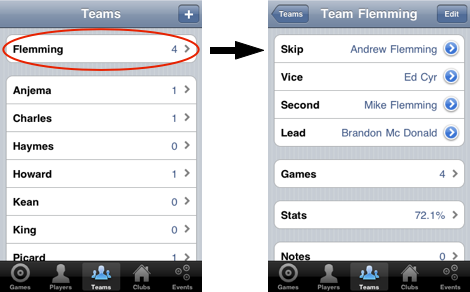 Teams
+
Flemming 4
Anjema 1
Charles 1
Haymes 0
Howard 1
Kean 0
King 0
Picard 1
Games Players Teams Clubs Events
Teams Team Flemming Edit
Skip Andrew Flemming
Vice Ed Cyr
Second Mike Flemming
Lead Brandon Mc Donald
Games 4
Stats 72.1%
Notes 0
Games Players Teams Clubs Events